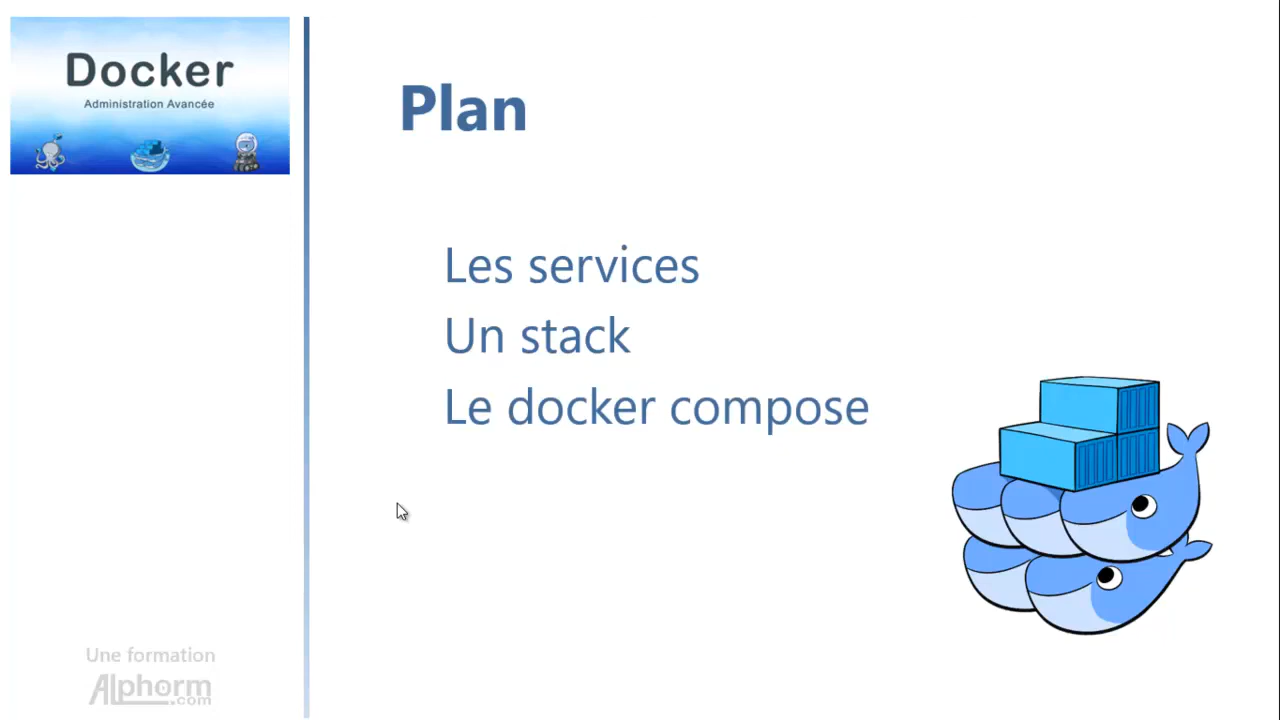 Docker
Administration Avancée
Plan
Les services
Un stack
Le docker compose
Une formation
Alphorm
.com